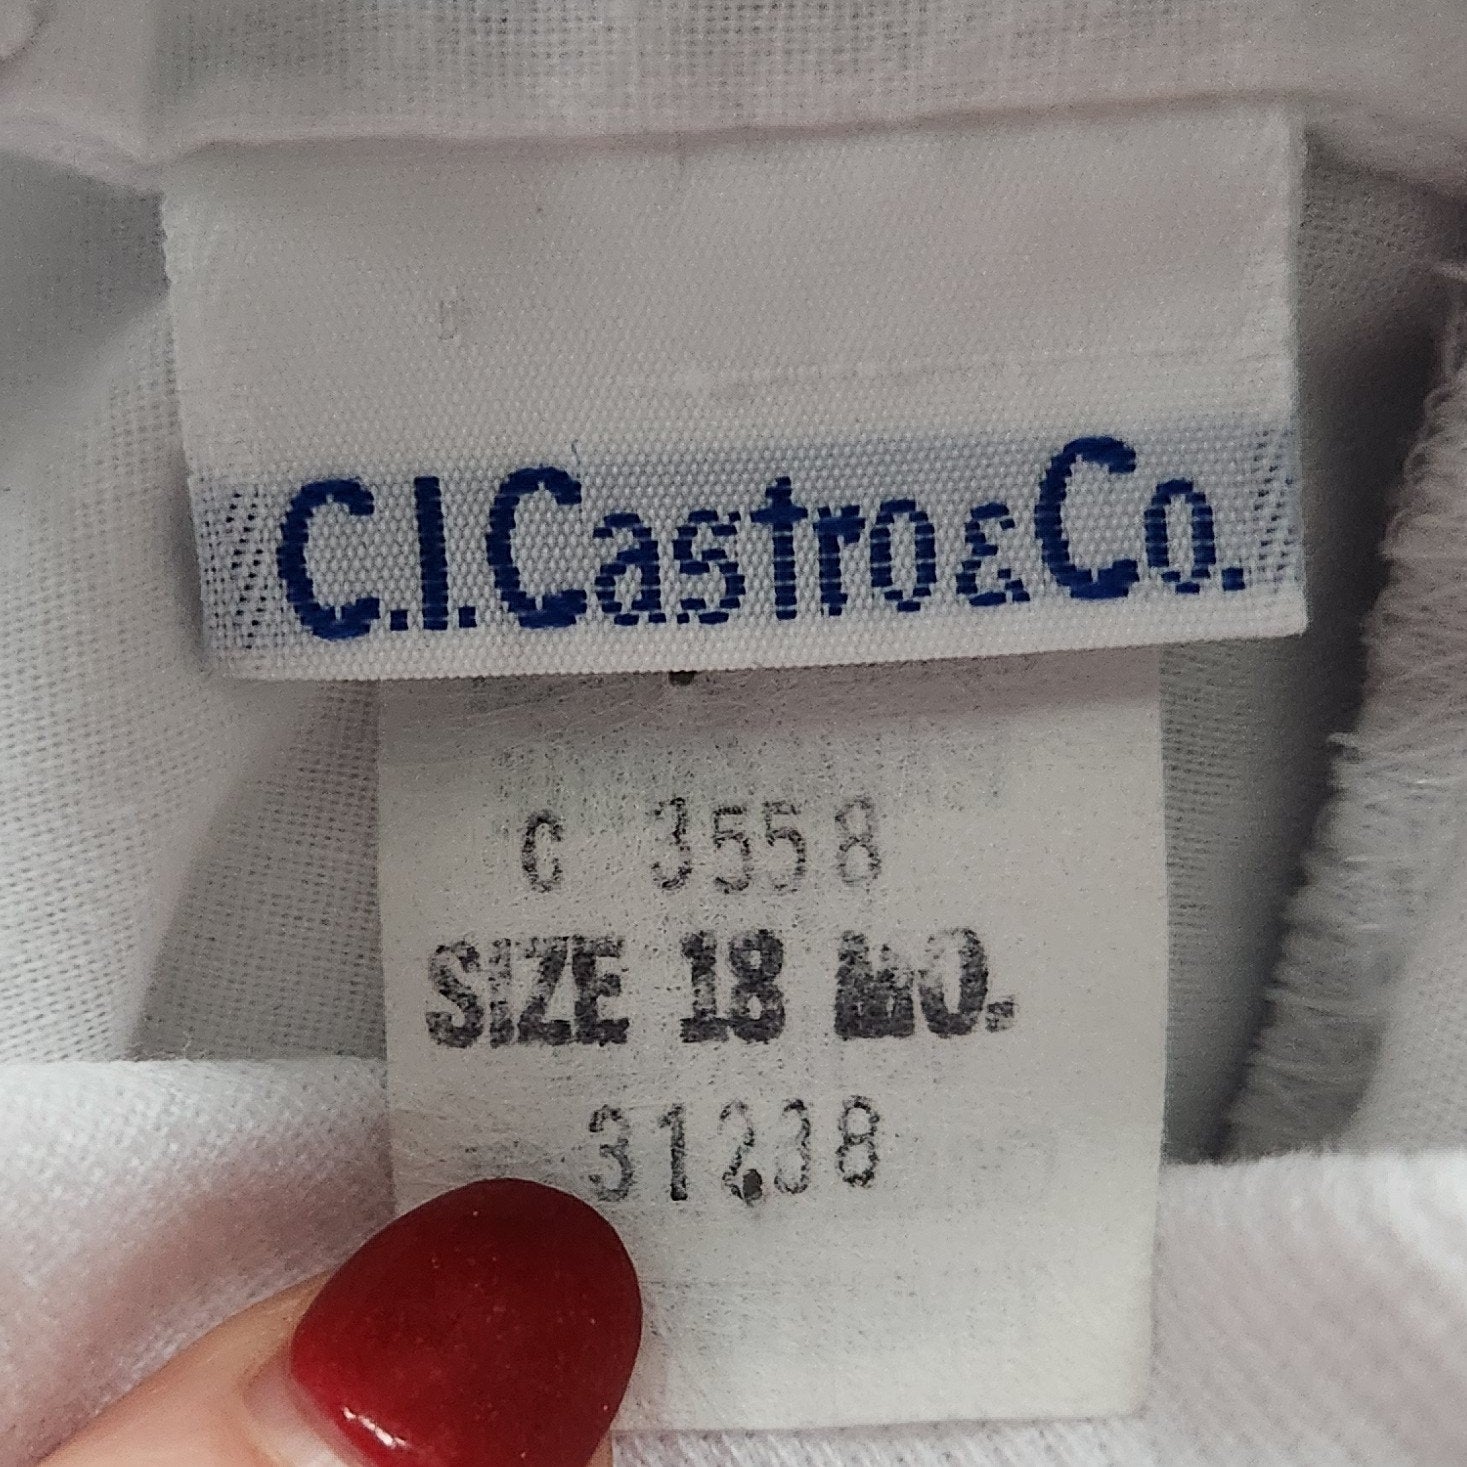 C.I.Castro&Co.
C 3558
SIZE 18 MO.
31238